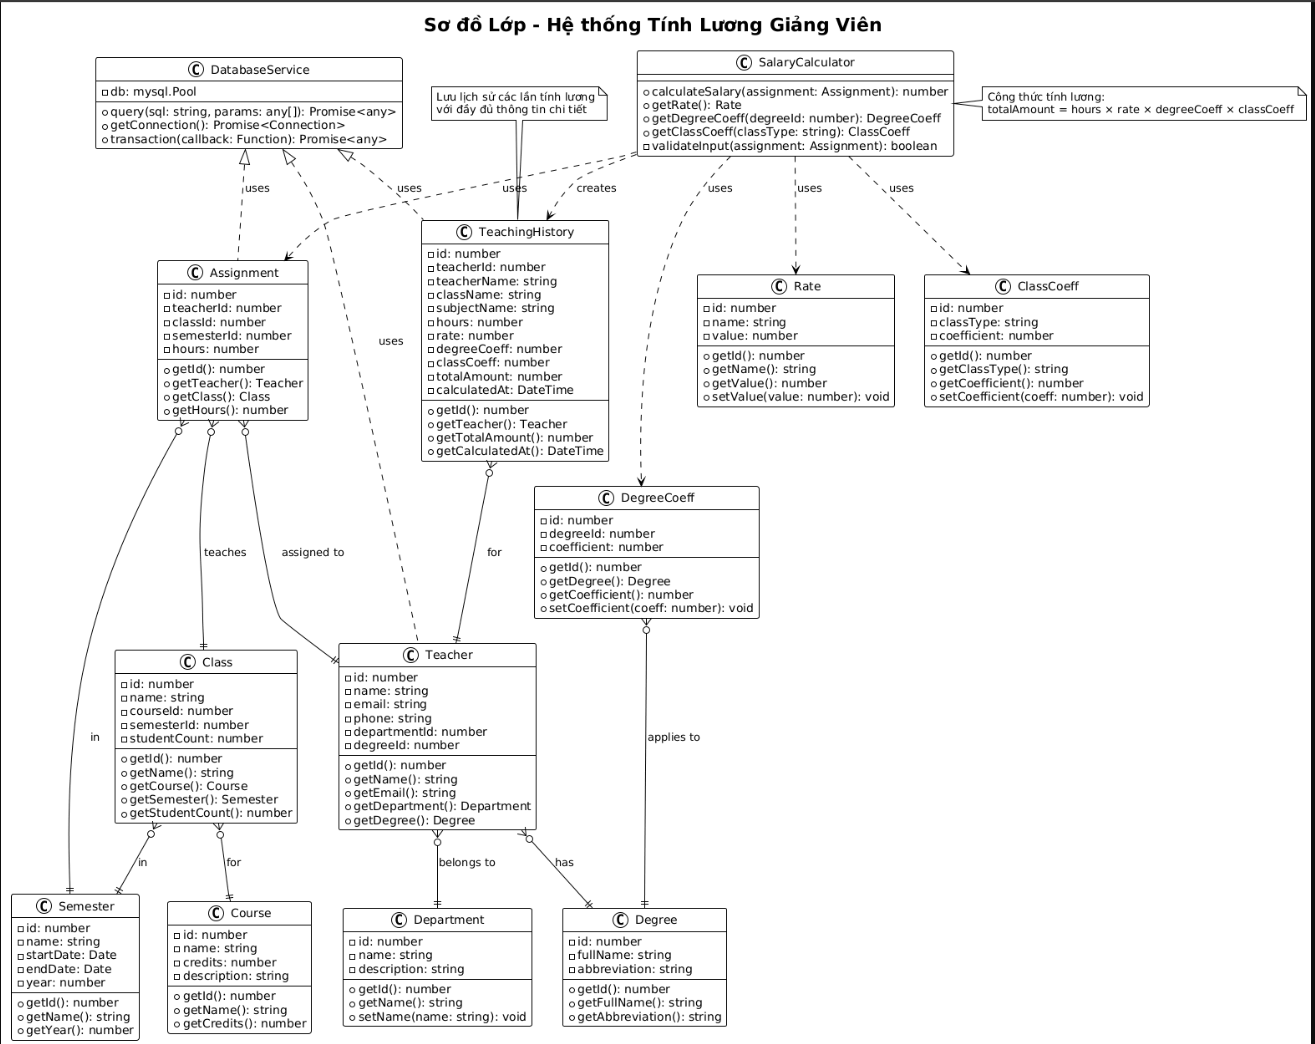 Sơ đồ Lớp - Hệ thống Tính Lương Giảng Viên
C DatabaseService
db: mysql.Pool
query(sql: string, params: any[]): Promise<any>
getConnection(): Promise<Connection>
transaction(callback: Function): Promise<any>
Lưu lịch sử các lần tính lương
với đầy đủ thông tin chi tiết
C SalaryCalculator
calculateSalary(assignment: Assignment): number
getRate(): Rate
getDegreeCoeff(degreeId: number): DegreeCoeff
getClassCoeff(classType: string): ClassCoeff
validateInput(assignment: Assignment): boolean
Công thức tính lương:
totalAmount = hours × rate × degreeCoeff × classCoeff
uses
uses
uses
creates
uses
uses
uses
C Assignment
id: number
teacherId: number
classId: number
semesterId: number
hours: number
getId(): number
getTeacher(): Teacher
getClass(): Class
getHours(): number
uses
C TeachingHistory
id: number
teacherId: number
teacherName: string
className: string
subjectName: string
hours: number
rate: number
degreeCoeff: number
classCoeff: number
totalAmount: number
calculatedAt: DateTime
getId(): number
getTeacher(): Teacher
getTotalAmount(): number
getCalculatedAt(): DateTime
C Rate
id: number
name: string
value: number
getId(): number
getName(): string
getValue(): number
setValue(value: number): void
C ClassCoeff
id: number
classType: string
coefficient: number
getId(): number
getClassType(): string
getCoefficient(): number
setCoefficient(coeff: number): void
teaches
assigned to
for
C DegreeCoeff
id: number
degreeId: number
coefficient: number
getId(): number
getDegree(): Degree
getCoefficient(): number
setCoefficient(coeff: number): void
in
C Class
id: number
name: string
courseId: number
semesterId: number
studentCount: number
getId(): number
getName(): string
getCourse(): Course
getSemester(): Semester
getStudentCount(): number
C Teacher
id: number
name: string
email: string
phone: string
departmentId: number
degreeId: number
getId(): number
getName(): string
getEmail(): string
getDepartment(): Department
getDegree(): Degree
applies to
in
for
belongs to
has
C Semester
id: number
name: string
startDate: Date
endDate: Date
year: number
getId(): number
getName(): string
getYear(): number
C Course
id: number
name: string
credits: number
description: string
getId(): number
getName(): string
getCredits(): number
C Department
id: number
name: string
description: string
getId(): number
getName(): string
setName(name: string): void
C Degree
id: number
fullName: string
abbreviation: string
getId(): number
getFullName(): string
getAbbreviation(): string